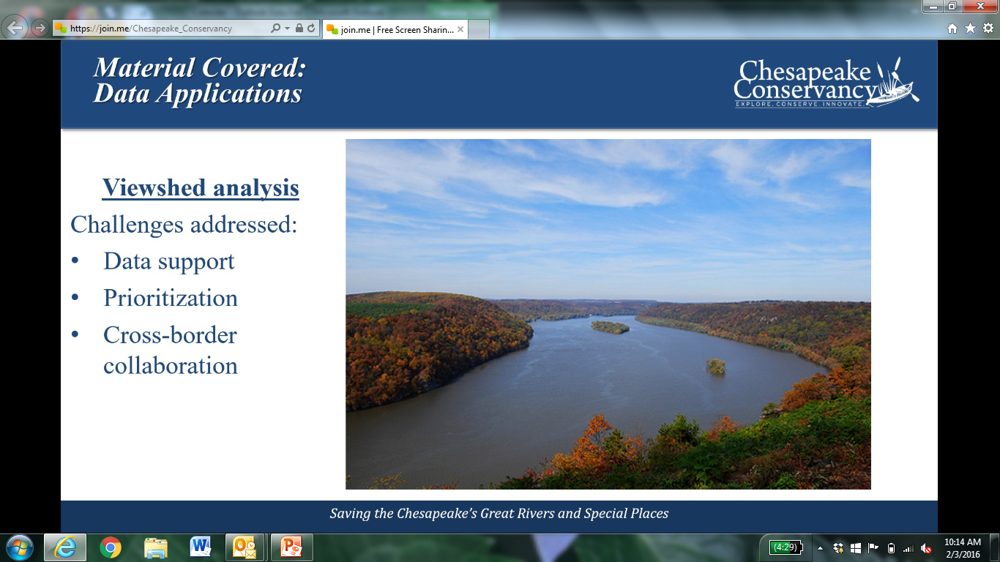 https://join.me/Chesapeake_Conservancy
join.me | Free Screen Sharin...
Material Covered:
Data Applications
Chesapeake
Conservancy
EXPLORE. CONSERVE. INNOVATE.
Viewshed analysis
Challenges addressed:
• Data support
• Prioritization
• Cross-border
collaboration
Saving the Chesapeake's Great Rivers and Special Places
(4:29)
10:14 AM
2/3/2016